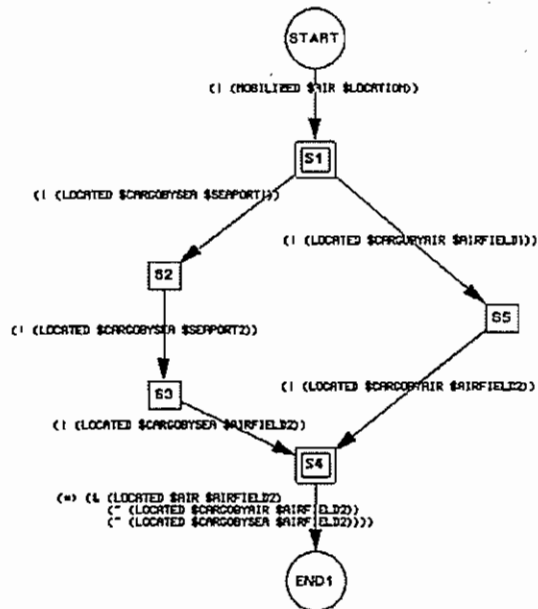 START
(! (MOBILIZED $AIR $LOCATION))
S1
(! (LOCATED $CARGOBYSEA $SEAPORT1))
(! (LOCATED $CARGOBYAIR $AIRFIELD1))
S2
S5
(! (LOCATED $CARGOBYSEA $SEAPORT2))
(! (LOCATED $CARGOBYAIR $AIRFIELD2))
S3
(! (LOCATED $CARGOBYSEA $AIRFIELD2))
S4
(=) (& (LOCATED $AIR $AIRFIELD2)
(~ (LOCATED $CARGOBYAIR $AIRFIELD2))
(~ (LOCATED $CARGOBYSEA $AIRFIELD2))))
END1